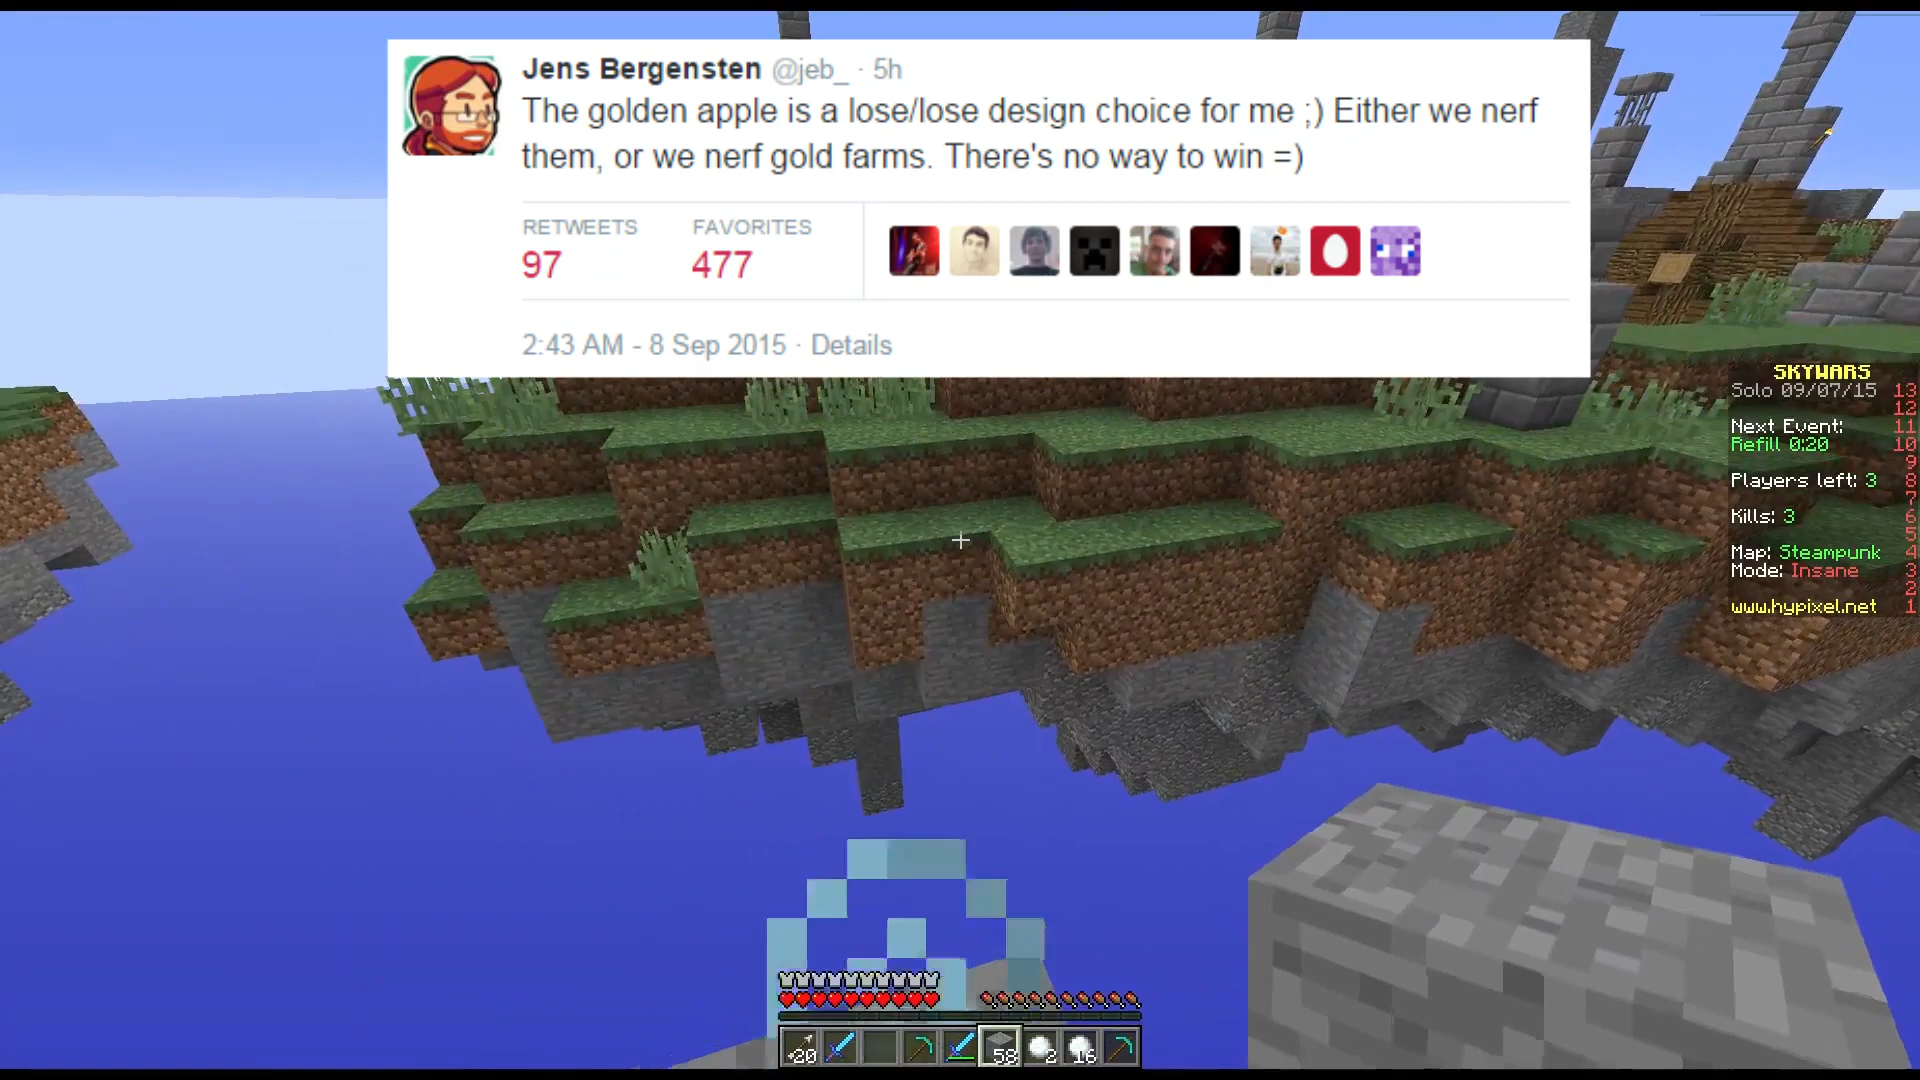 Jens Bergensten @jeb_ · 5h
The golden apple is a lose/lose design choice for me ;) Either we nerf
them, or we nerf gold farms. There's no way to win =)
RETWEETS FAVORITES
97 477
2:43 AM - 8 Sep 2015 · Details
SKYWARS
Solo 09/07/15 13
12
Next Event: 11
Refill 0:20 10
9
Players left: 3 8
7
Kills: 3 6
5
Map: Steampunk 4
Mode: Insane 3
2
www.hypixel.net 1
20 58 2 16